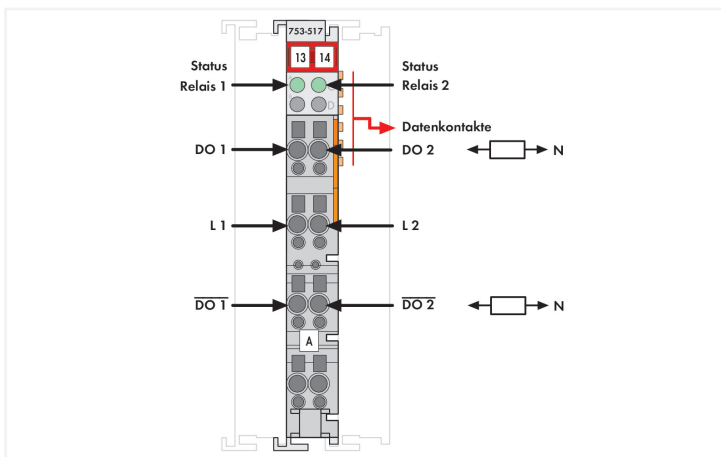 753-517
13 14
Status
Relais 1
Status
Relais 2
Datenkontakte
DO 1
DO 2
N
L 1
L 2
DO 1
DO 2
N
A